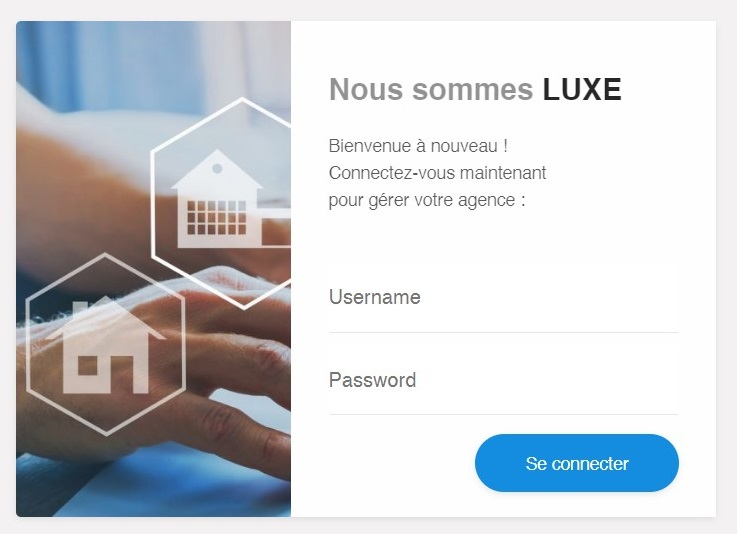 Nous sommes LUXE
Bienvenue à nouveau !
Connectez-vous maintenant
pour gérer votre agence :
Username
Password
Se connecter